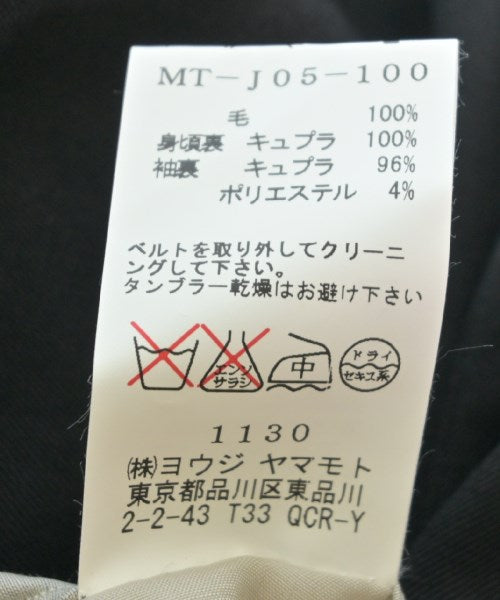 MT-J05-100
毛 100%
身頃裏 キュプラ 100%
袖裏 キュプラ 96%
ポリエステル 4%
ベルトを取り外してクリーニ
ングして下さい。
タンブラー乾燥はお避け下さい
エンソ サラシ 中 ドライ セキユ系
1130
(株)ヨウジ ヤマモト
東京都品川区東品川
2-2-43 T33 QCR-Y